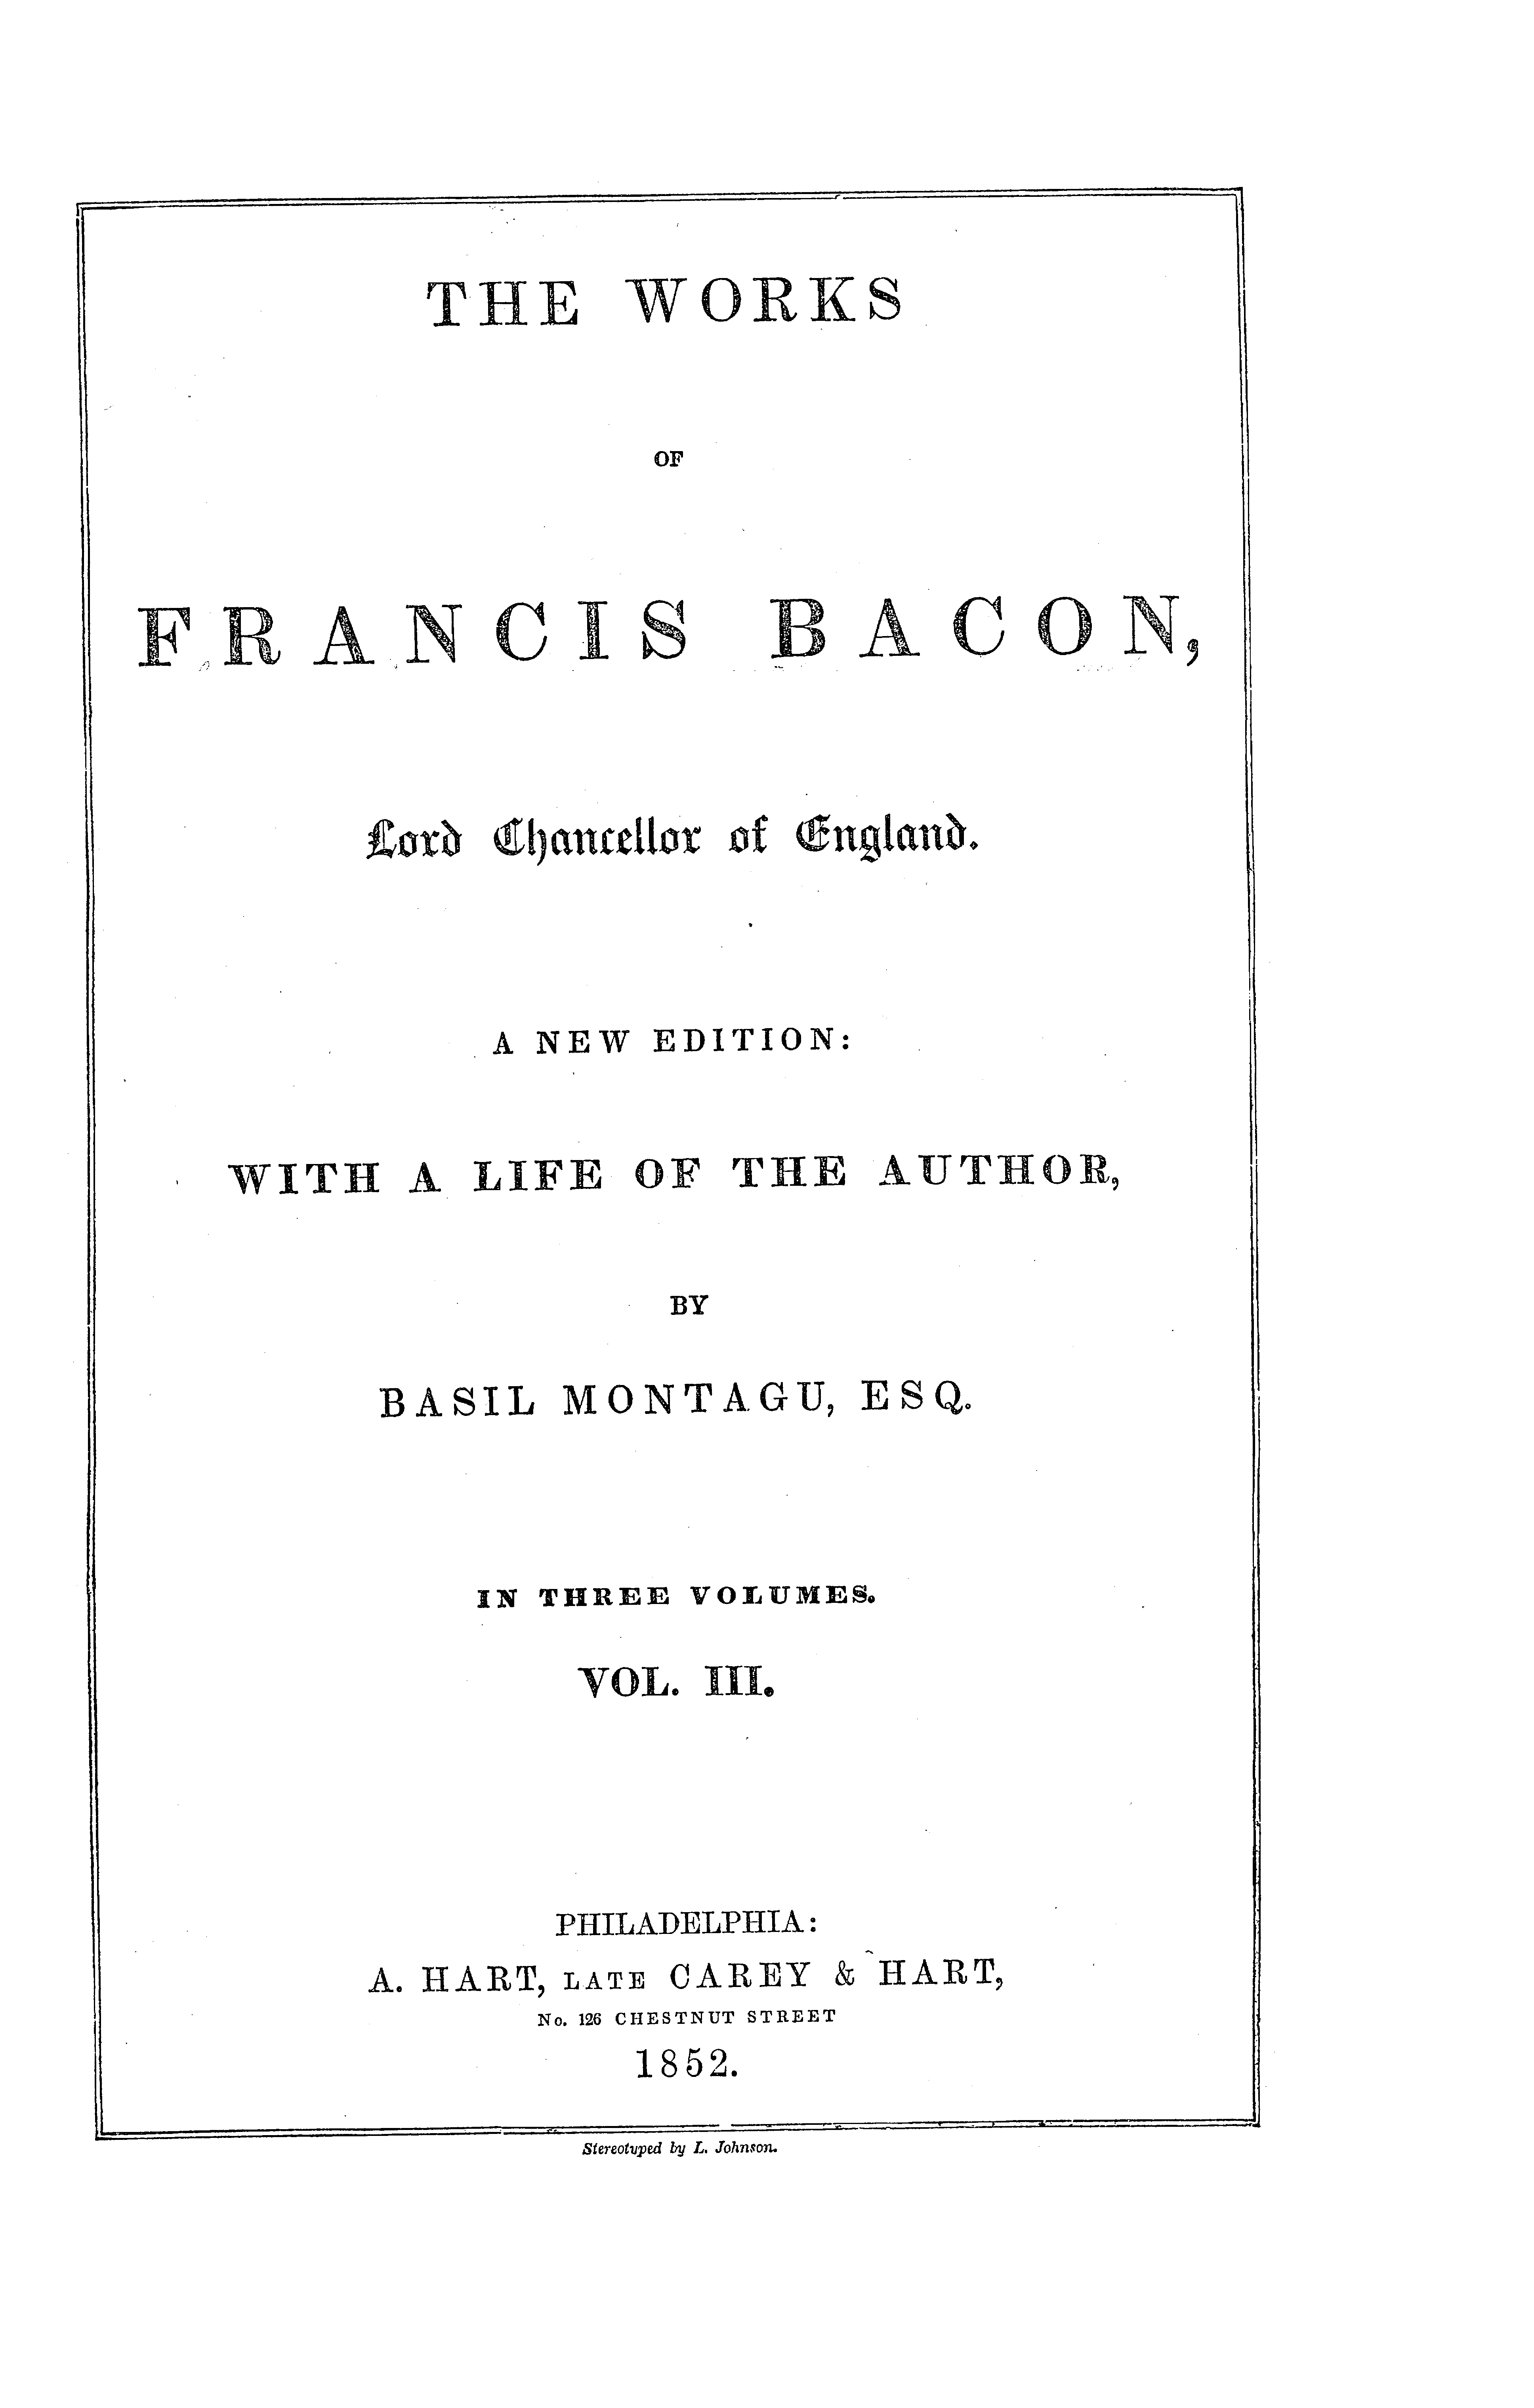 THE WORKS
OF
FRANCIS BACON,
Lord Chancellor of England.
A NEW EDITION:
WITH A LIFE OF THE AUTHOR,
BY
BASIL MONTAGU, ESQ.
IN THREE VOLUMES.
VOL. III.
PHILADELPHIA:
A. HART, LATE CAREY & HART,
No. 126 CHESTNUT STREET
1852.
Stereotyped by L. Johnson.